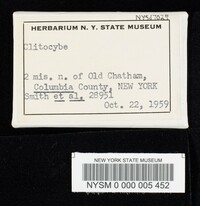 HERBARIUM N. Y. STATE MUSEUM
Clitocybe
2 mis. n. of Old Chatham,
Columbia County, NEW YORK
Smith et al. 28951
Oct. 22, 1959
NEW YORK STATE MUSEUM
NYSM 0 000 005 452